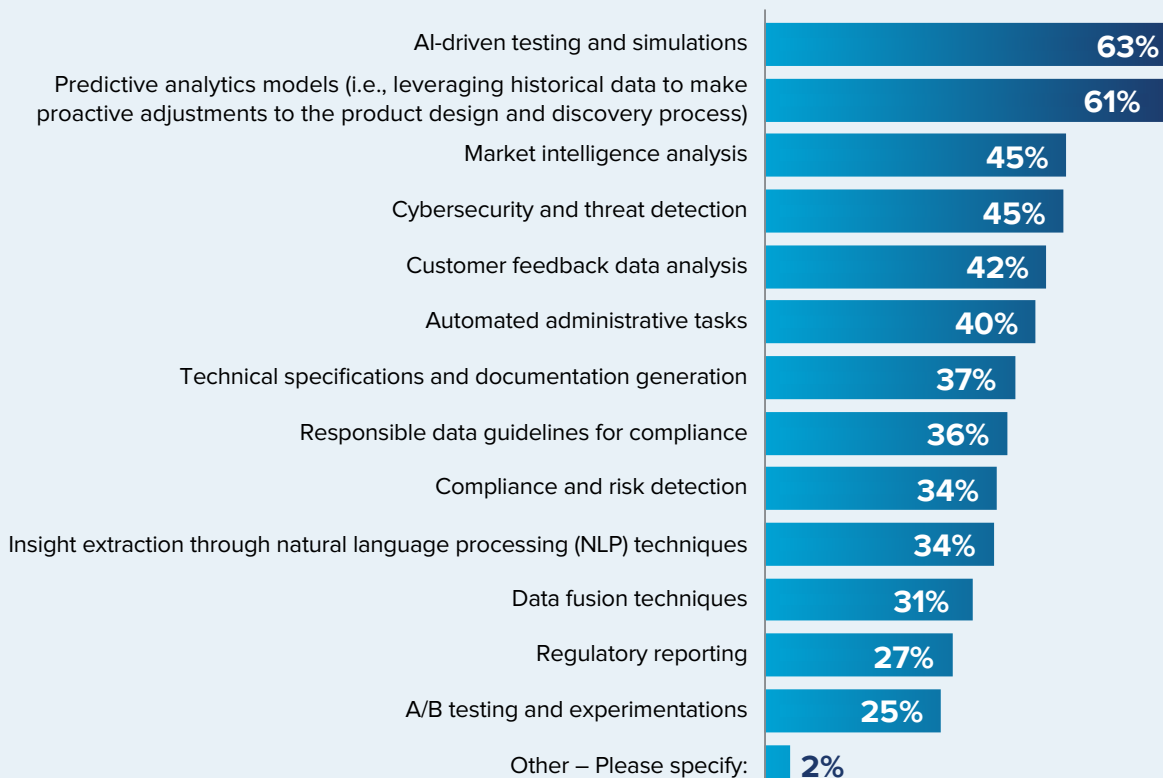 AI-driven testing and simulations 63%
Predictive analytics models (i.e., leveraging historical data to make
proactive adjustments to the product design and discovery process) 61%
Market intelligence analysis 45%
Cybersecurity and threat detection 45%
Customer feedback data analysis 42%
Automated administrative tasks 40%
Technical specifications and documentation generation 37%
Responsible data guidelines for compliance 36%
Compliance and risk detection 34%
Insight extraction through natural language processing (NLP) techniques 34%
Data fusion techniques 31%
Regulatory reporting 27%
A/B testing and experimentations 25%
Other – Please specify: 2%